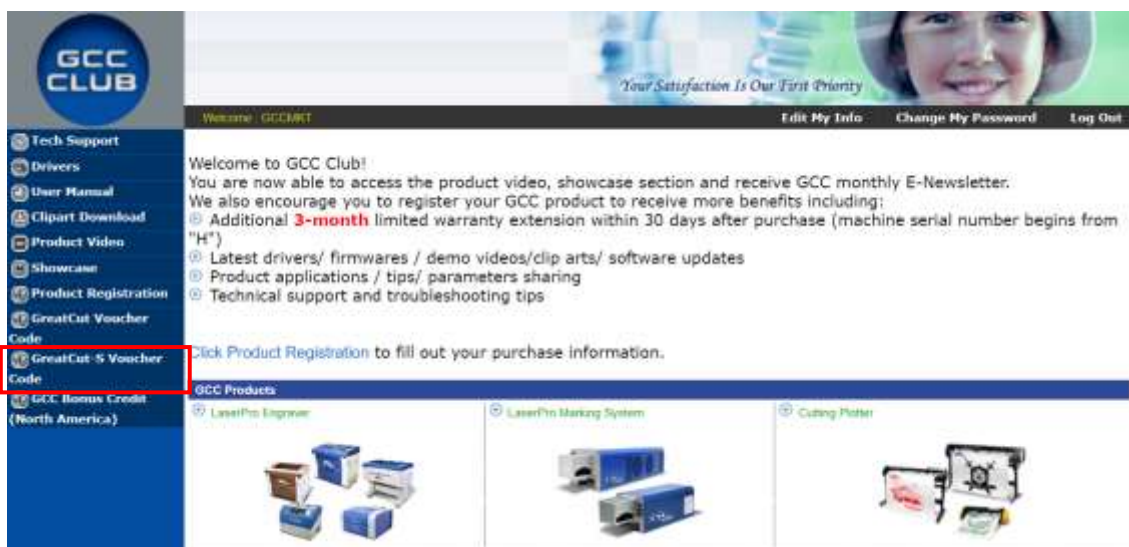 GCC
CLUB
Your Satisfaction Is Our First Priority
Welcome : GCCMKT
Edit My Info
Change My Password
Log Out
Tech Support
Drivers
User Manual
Clipart Download
Product Video
Showcase
Product Registration
GreatCut Voucher
Code
GreatCut-S Voucher
Code
GCC Bonus Credit
(North America)
Welcome to GCC Club!
You are now able to access the product video, showcase section and receive GCC monthly E-Newsletter.
We also encourage you to register your GCC product to receive more benefits including:
Additional 3-month limited warranty extension within 30 days after purchase (machine serial number begins from
"H")
Latest drivers/ firmwares / demo videos/clip arts/ software updates
Product applications / tips/ parameters sharing
Technical support and troubleshooting tips
Click Product Registration to fill out your purchase information.
GCC Products
LaserPro Engraver
LaserPro Marking System
Cutting Plotter